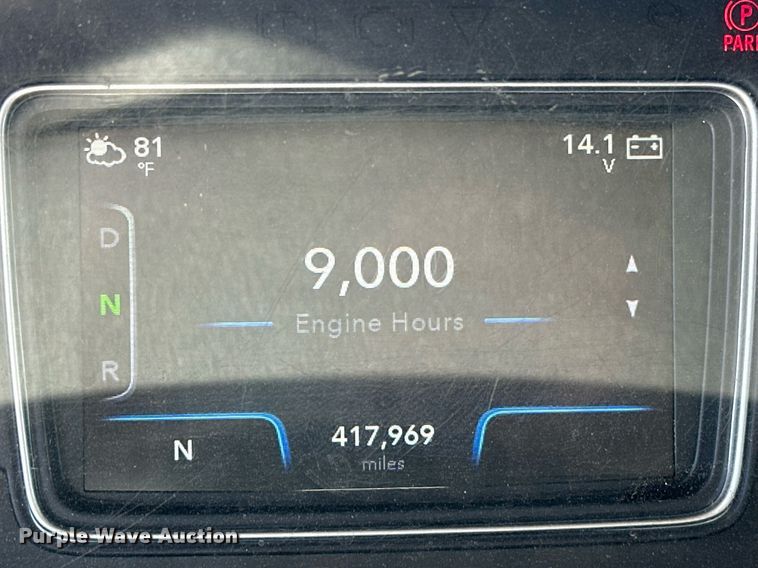 P
PARK
81
°F
14.1
V
D
N
R
9,000
Engine Hours
N
417,969
miles
Purple Wave Auction